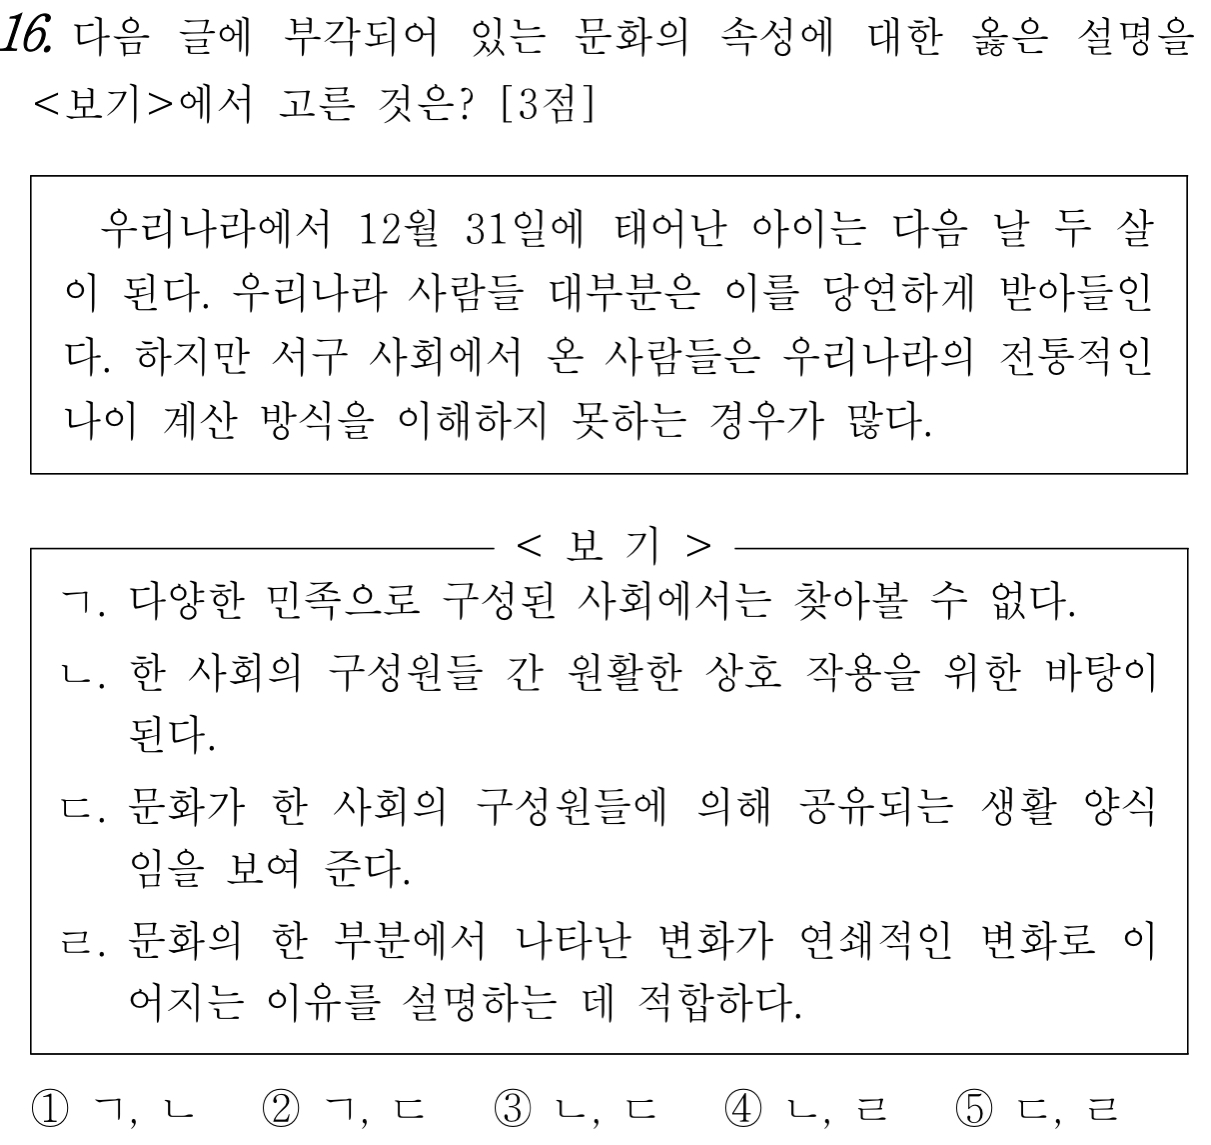 16. 다음 글에 부각되어 있는 문화의 속성에 대한 옳은 설명을
<보기>에서 고른 것은? [3점]
우리나라에서 12월 31일에 태어난 아이는 다음 날 두 살
이 된다. 우리나라 사람들 대부분은 이를 당연하게 받아들인
다. 하지만 서구 사회에서 온 사람들은 우리나라의 전통적인
나이 계산 방식을 이해하지 못하는 경우가 많다.
< 보 기 >
ㄱ. 다양한 민족으로 구성된 사회에서는 찾아볼 수 없다.
ㄴ. 한 사회의 구성원들 간 원활한 상호 작용을 위한 바탕이
된다.
ㄷ. 문화가 한 사회의 구성원들에 의해 공유되는 생활 양식
임을 보여 준다.
ㄹ. 문화의 한 부분에서 나타난 변화가 연쇄적인 변화로 이
어지는 이유를 설명하는 데 적합하다.
① ㄱ, ㄴ ② ㄱ, ㄷ ③ ㄴ, ㄷ ④ ㄴ, ㄹ ⑤ ㄷ, ㄹ